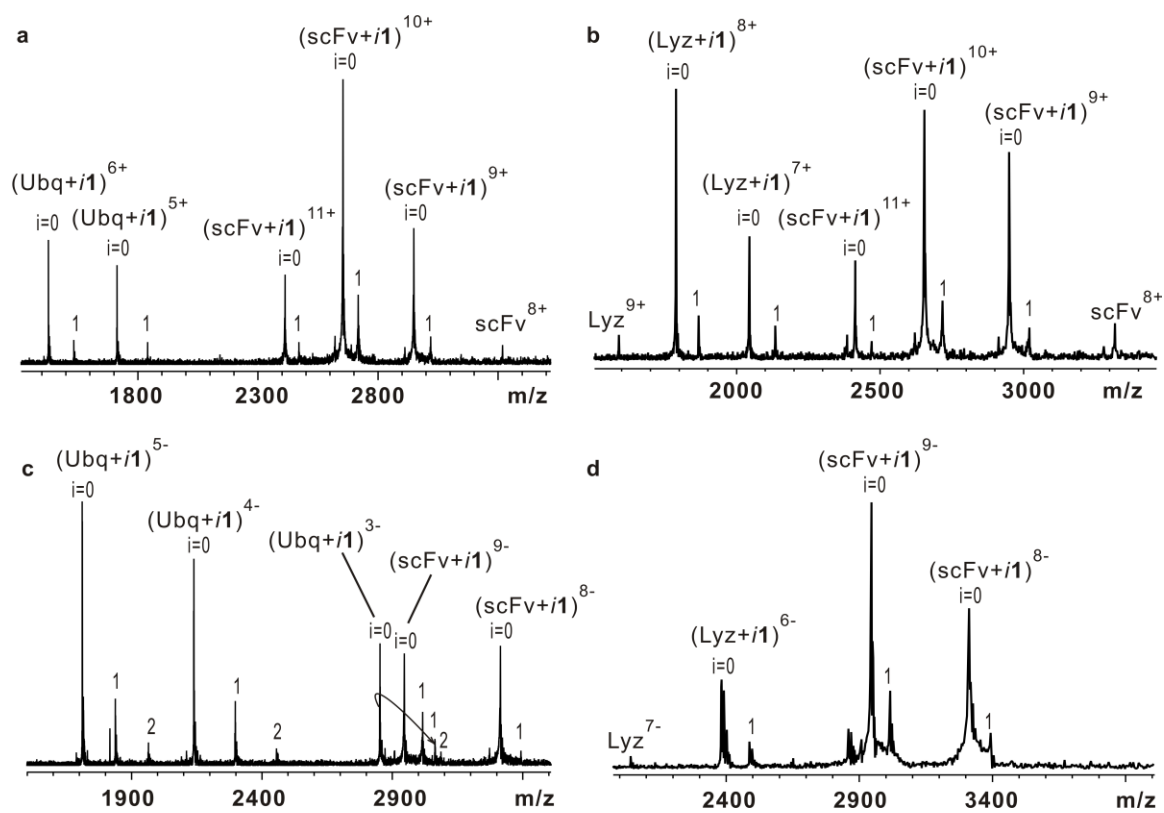 a
(scFv+i1)10+
i=0
(Ubq+i1)6+
i=0
1
(Ubq+i1)5+
i=0
1
(scFv+i1)11+
i=0
1
1
(scFv+i1)9+
i=0
1
scFv8+
1800 2300 2800 m/z
b
(Lyz+i1)8+
i=0
Lyz9+
1
(Lyz+i1)7+
i=0
1
(scFv+i1)11+
i=0
1
(scFv+i1)10+
i=0
1
(scFv+i1)9+
i=0
1
scFv8+
2000 2500 3000 m/z
c
(Ubq+i1)5-
i=0
1
2
(Ubq+i1)4-
i=0
1
2
(Ubq+i1)3-
i=0
(scFv+i1)9-
i=0
1
1
2
(scFv+i1)8-
i=0
1
1900 2400 2900 m/z
d
(scFv+i1)9-
i=0
1
(scFv+i1)8-
i=0
1
(Lyz+i1)6-
i=0
1
Lyz7-
2400 2900 3400 m/z